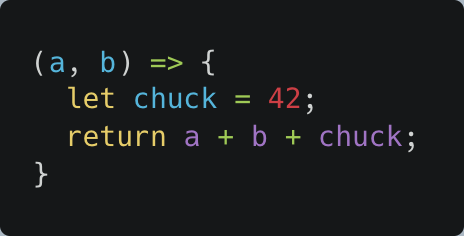 (a, b) => {
  let chuck = 42;
  return a + b + chuck;
}